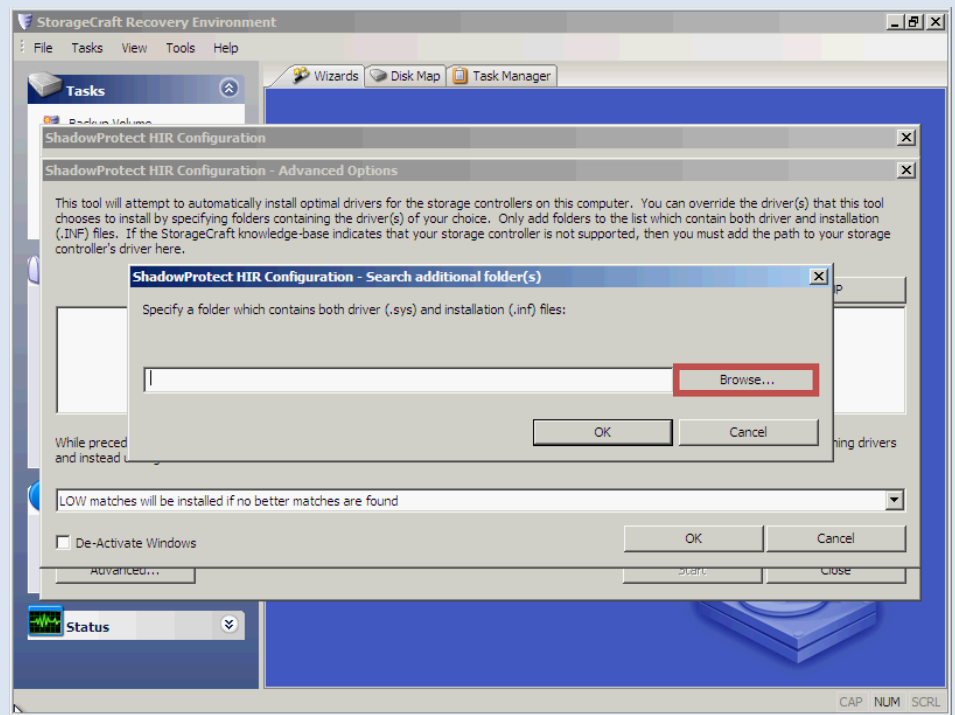 StorageCraft Recovery Environment
File Tasks View Tools Help
Wizards Disk Map Task Manager
Tasks
Backup Volume
ShadowProtect HIR Configuration
ShadowProtect HIR Configuration - Advanced Options
This tool will attempt to automatically install optimal drivers for the storage controllers on this computer. You can override the driver(s) that this tool
chooses to install by specifying folders containing the driver(s) of your choice. Only add folders to the list which contain both driver and installation
(.INF) files. If the StorageCraft knowledge-base indicates that your storage controller is not supported, then you must add the path to your storage
controller's driver here.
ShadowProtect HIR Configuration - Search additional folder(s)
Specify a folder which contains both driver (.sys) and installation (.inf) files:
Browse...
OK Cancel
While preced
hing drivers
and instead u
LOW matches will be installed if no better matches are found
De-Activate Windows
OK Cancel
Advanced... Start Close
Status
CAP NUM SCRL